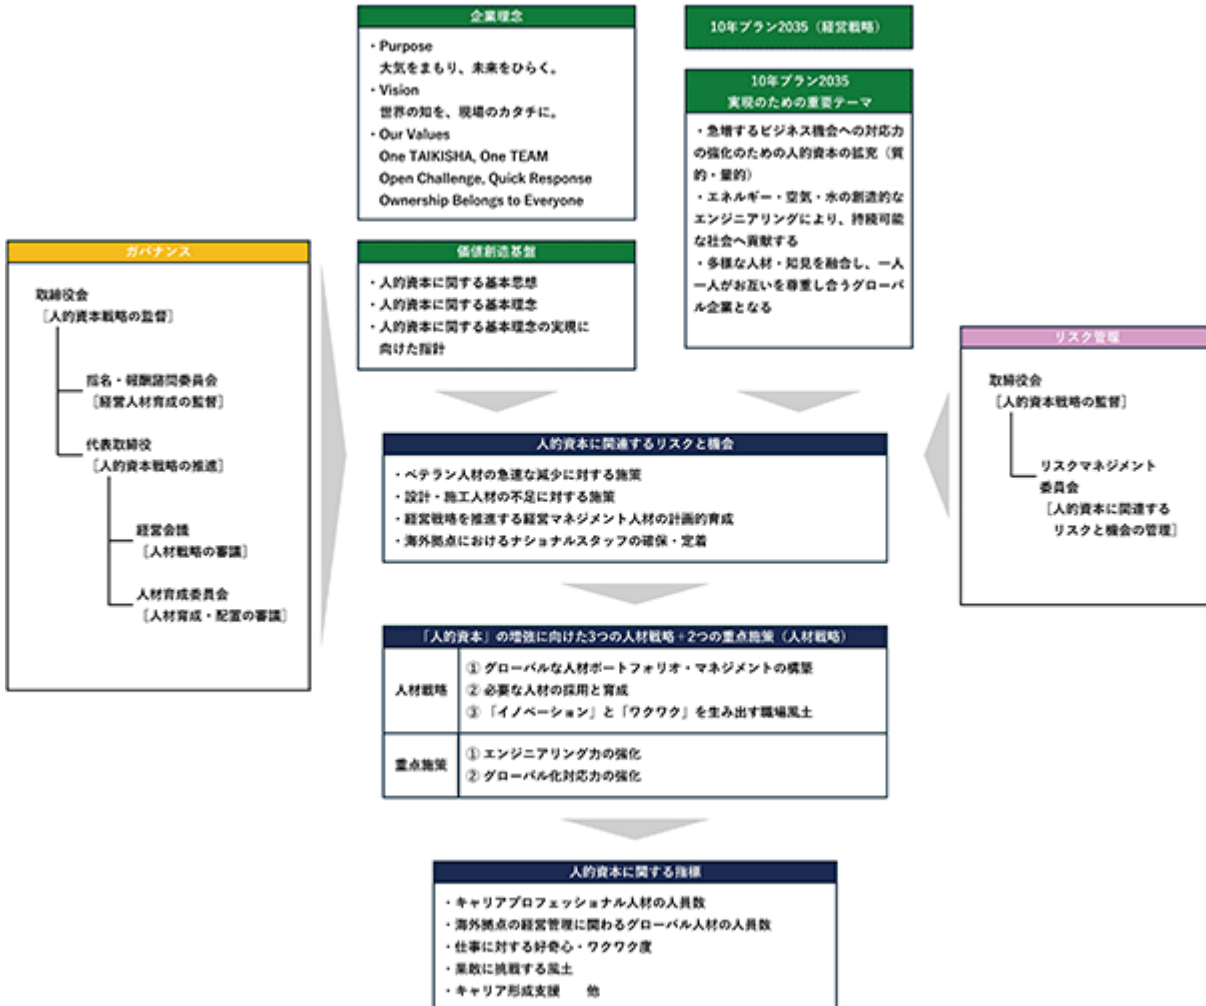 企業理念
・Purpose
大気をまもり、未来をひらく。
・Vision
世界の知を、現場のカタチに。
・Our Values
One TAIKISHA, One TEAM
Open Challenge, Quick Response
Ownership Belongs to Everyone
10年プラン2035（経営戦略）
10年プラン2035
実現のための重要テーマ
・急増するビジネス機会への対応力
の強化のための人的資本の拡充（質
的・量的）
・エネルギー・空気・水の創造的な
エンジニアリングにより、持続可能
な社会へ貢献する
・多様な人材・知見を融合し、一人
一人がお互いを尊重し合うグローバ
ル企業となる
ガバナンス
取締役会
［人的資本戦略の監督］
指名・報酬諮問委員会
［経営人材育成の監督］
代表取締役
［人的資本戦略の推進］
経営会議
［人材戦略の審議］
人材育成委員会
［人材育成・配置の審議］
価値創造基盤
・人的資本に関する基本思想
・人的資本に関する基本理念
・人的資本に関する基本理念の実現に
向けた指針
リスク管理
取締役会
［人的資本戦略の監督］
リスクマネジメント
委員会
［人的資本に関連する
リスクと機会の管理］
人的資本に関連するリスクと機会
・ベテラン人材の急速な減少に対する施策
・設計・施工人材の不足に対する施策
・経営戦略を推進する経営マネジメント人材の計画的育成
・海外拠点におけるナショナルスタッフの確保・定着
「人的資本」の増強に向けた3つの人材戦略＋2つの重点施策（人材戦略）
人材戦略
① グローバルな人材ポートフォリオ・マネジメントの構築
② 必要な人材の採用と育成
③ 「イノベーション」と「ワクワク」を生み出す職場風土
重点施策
① エンジニアリング力の強化
② グローバル化対応力の強化
人的資本に関する指標
・キャリアプロフェッショナル人材の人員数
・海外拠点の経営管理に関わるグローバル人材の人員数
・仕事に対する好奇心・ワクワク度
・果敢に挑戦する風土
・キャリア形成支援　他